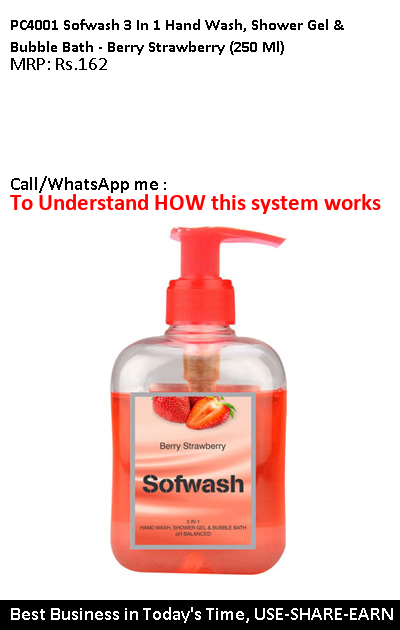 PC4001 Sofwash 3 In 1 Hand Wash, Shower Gel &
Bubble Bath - Berry Strawberry (250 Ml)
MRP: Rs.162
Call/WhatsApp me :
To Understand HOW this system works
Berry Strawberry
Sofwash
3 IN 1
HAND WASH, SHOWER GEL & BUBBLE BATH
pH BALANCED
Best Business in Today's Time, USE-SHARE-EARN